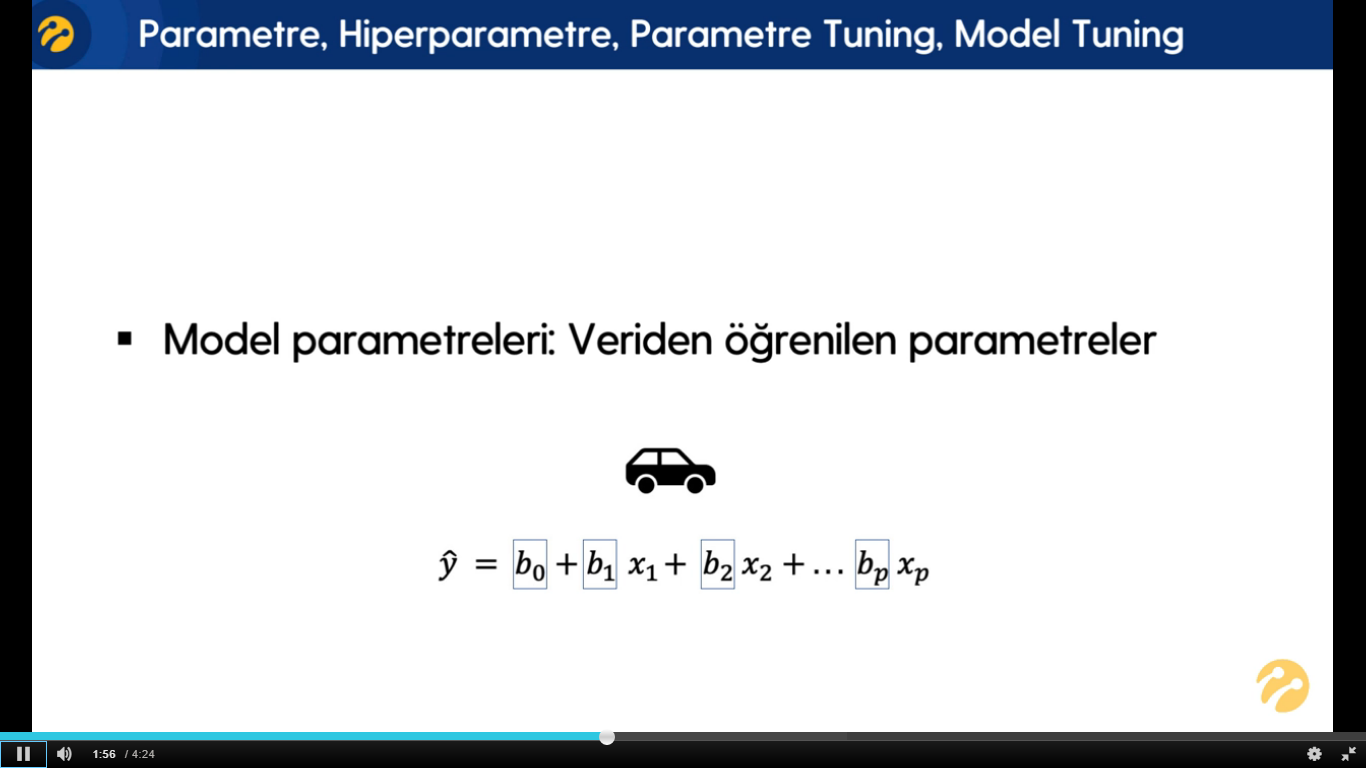 Parametre, Hiperparametre, Parametre Tuning, Model Tuning
▪ Model parametreleri: Veriden öğrenilen parametreler
ŷ = b₀ + b₁ x₁ + b₂ x₂ + … bₚ xₚ
1:56 / 4:24